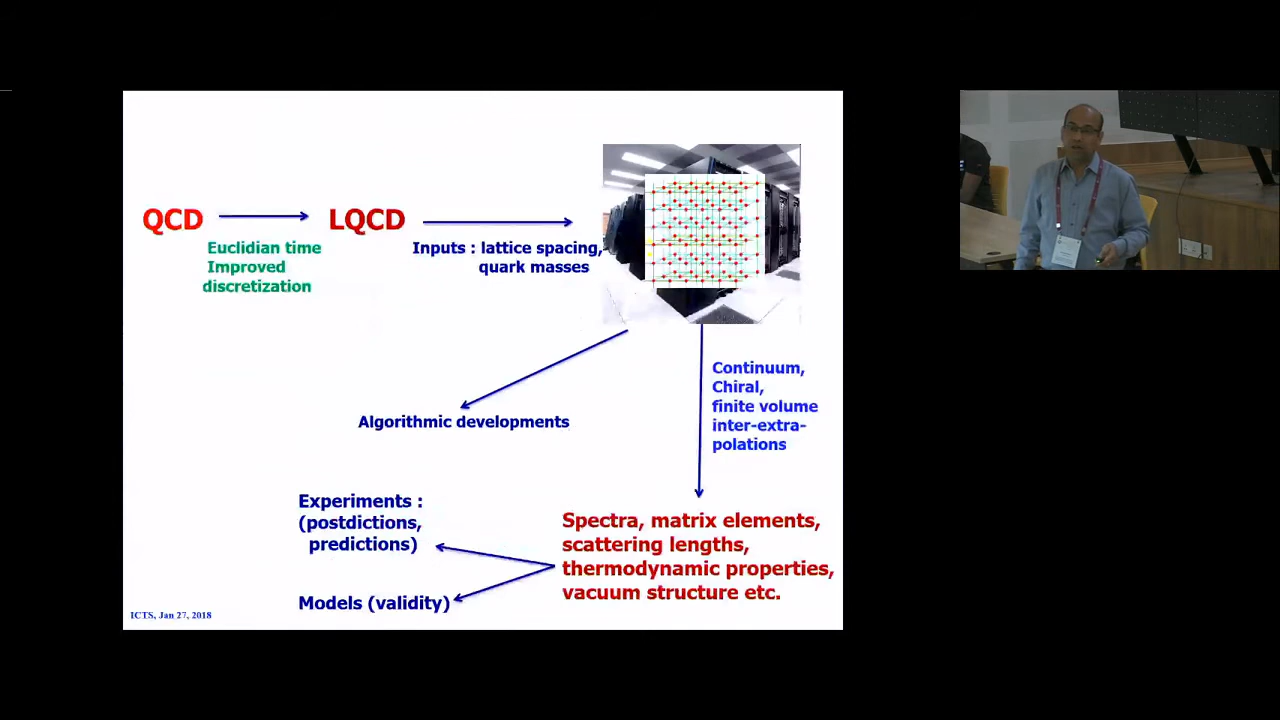 QCD
Euclidian time
Improved
discretization
LQCD
Inputs : lattice spacing,
quark masses
Continuum,
Chiral,
finite volume
inter-extra-
polations
Algorithmic developments
Experiments :
(postdictions,
predictions)
Models (validity)
Spectra, matrix elements,
scattering lengths,
thermodynamic properties,
vacuum structure etc.
ICTS, Jan 27, 2018